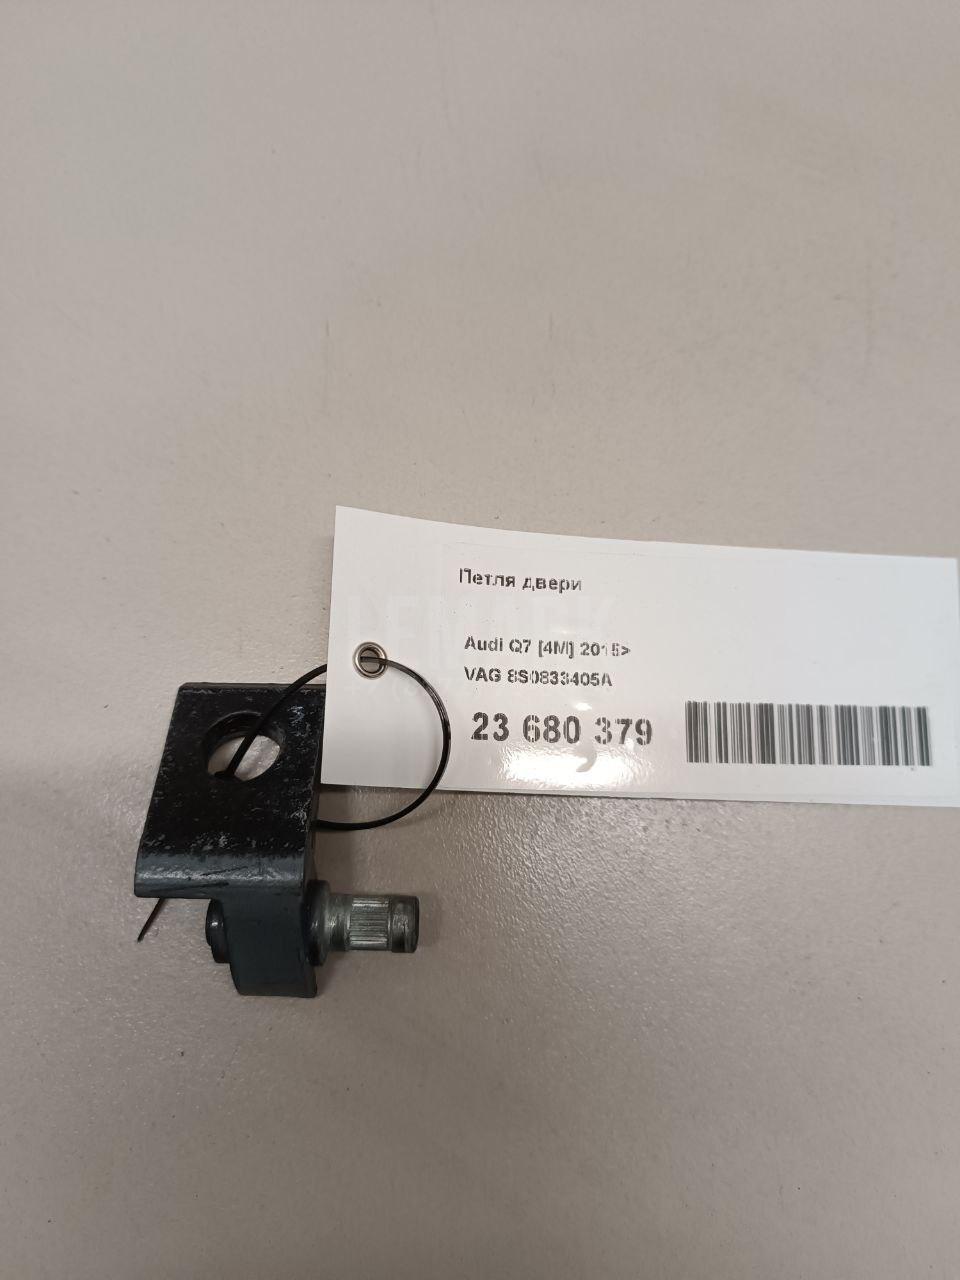 Петля двери
Audi Q7 [4M] 2015>
VAG 8S0833405A
23 680 379